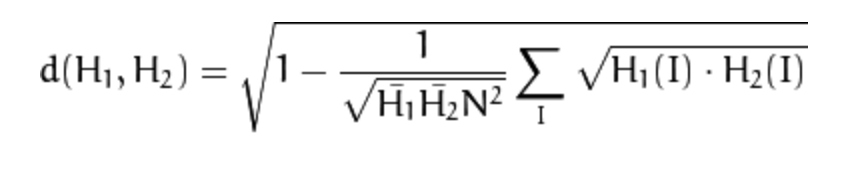 d(H₁, H₂) = √(1 − 1/√(H̄₁H̄₂N²) ∑_I √(H₁(I) · H₂(I)))